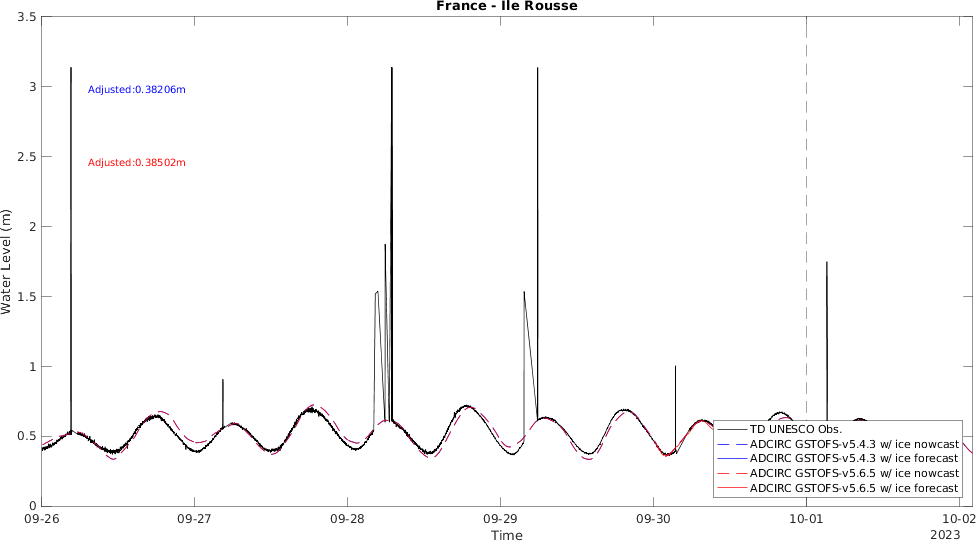 France - Ile Rousse
3.5
3
2.5
2
1.5
1
0.5
0
Water Level (m)
Adjusted:0.38206m
Adjusted:0.38502m
TD UNESCO Obs.
ADCIRC GSTOFS-v5.4.3 w/ ice nowcast
ADCIRC GSTOFS-v5.4.3 w/ ice forecast
ADCIRC GSTOFS-v5.6.5 w/ ice nowcast
ADCIRC GSTOFS-v5.6.5 w/ ice forecast
09-26
09-27
09-28
09-29
09-30
10-01
10-02
Time
2023